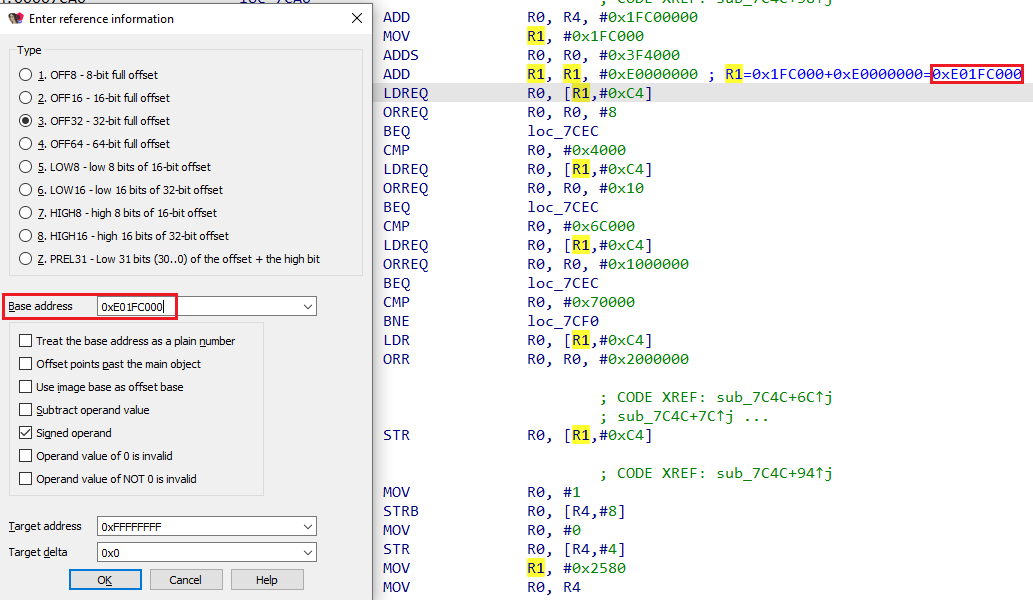 Enter reference information
Type
1. OFF8 - 8-bit full offset
2. OFF16 - 16-bit full offset
3. OFF32 - 32-bit full offset
4. OFF64 - 64-bit full offset
5. LOW8 - low 8 bits of 16-bit offset
6. LOW16 - low 16 bits of 32-bit offset
7. HIGH8 - high 8 bits of 16-bit offset
8. HIGH16 - high 16 bits of 32-bit offset
Z. PREL31 - Low 31 bits (30..0) of the offset + the high bit
Base address 0xE01FC000
Treat the base address as a plain number
Offset points past the main object
Use image base as offset base
Subtract operand value
Signed operand
Operand value of 0 is invalid
Operand value of NOT 0 is invalid
Target address 0xFFFFFFFF
Target delta 0x0
OK Cancel Help
ADD R0, R4, #0x1FC00000
MOV R1, #0x1FC000
ADDS R0, R0, #0x3F4000
ADD R1, R1, #0xE0000000 ; R1=0x1FC000+0xE0000000=0xE01FC000
LDREQ R0, [R1,#0xC4]
ORREQ R0, R0, #8
BEQ loc_7CEC
CMP R0, #0x4000
LDREQ R0, [R1,#0xC4]
ORREQ R0, R0, #0x10
BEQ loc_7CEC
CMP R0, #0x6C000
LDREQ R0, [R1,#0xC4]
ORREQ R0, R0, #0x1000000
BEQ loc_7CEC
CMP R0, #0x70000
BNE loc_7CF0
LDR R0, [R1,#0xC4]
ORR R0, R0, #0x2000000
; CODE XREF: sub_7C4C+6C↑j
; sub_7C4C+7C↑j ...
STR R0, [R1,#0xC4]
; CODE XREF: sub_7C4C+94↑j
MOV R0, #1
STRB R0, [R4,#8]
MOV R0, #0
STR R0, [R4,#4]
MOV R1, #0x2580
MOV R0, R4